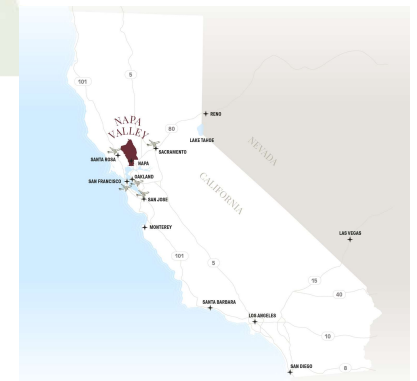 5
101
NAPA
VALLEY
80
RENO
LAKE TAHOE
SACRAMENTO
NEVADA
SANTA ROSA
NAPA
OAKLAND
SAN FRANCISCO
CALIFORNIA
SAN JOSE
MONTEREY
LAS VEGAS
101
5
15
40
SANTA BARBARA
LOS ANGELES
10
SAN DIEGO
8